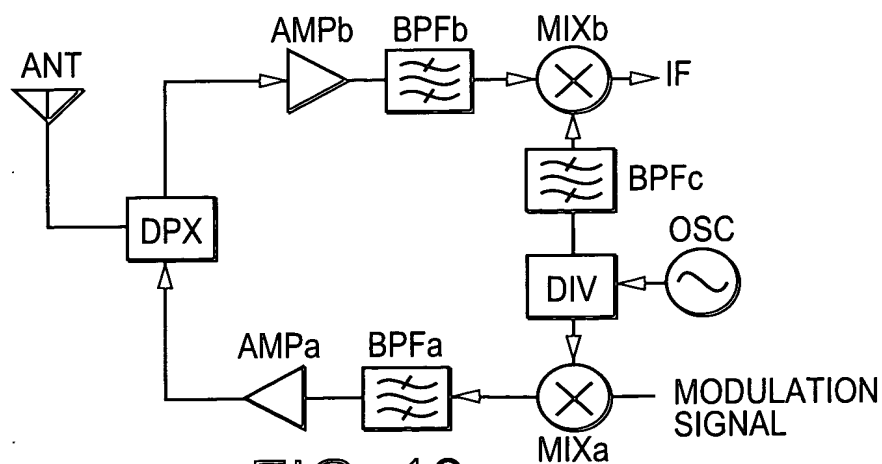 AMPb BPFb MIXb
ANT
IF
BPFc
OSC
DPX
DIV
AMPa BPFa
MODULATION
SIGNAL
MIXa